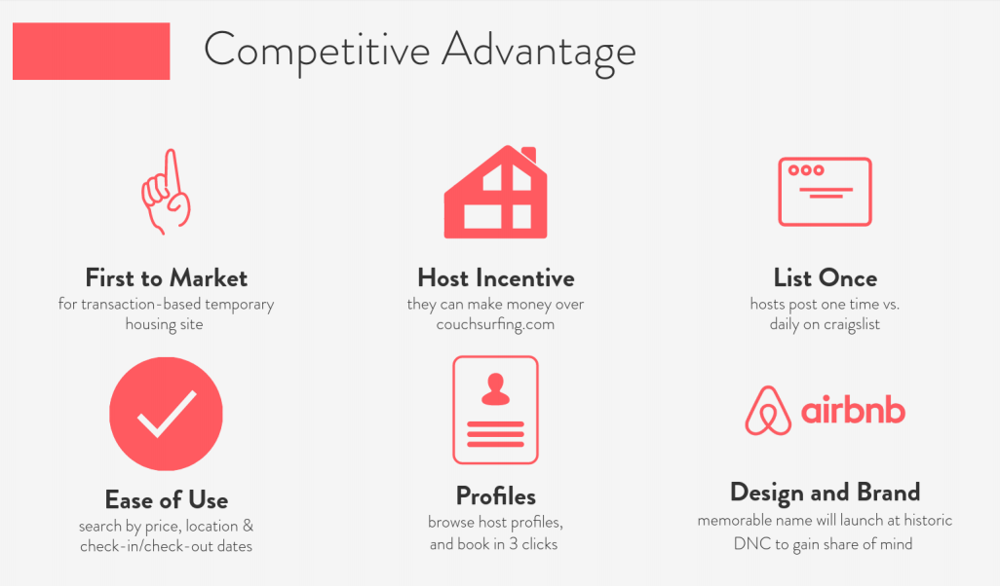 Competitive Advantage
First to Market
for transaction-based temporary
housing site
Host Incentive
they can make money over
couchsurfing.com
List Once
hosts post one time vs.
daily on craigslist
Ease of Use
search by price, location &
check-in/check-out dates
Profiles
browse host profiles,
and book in 3 clicks
airbnb
Design and Brand
memorable name will launch at historic
DNC to gain share of mind